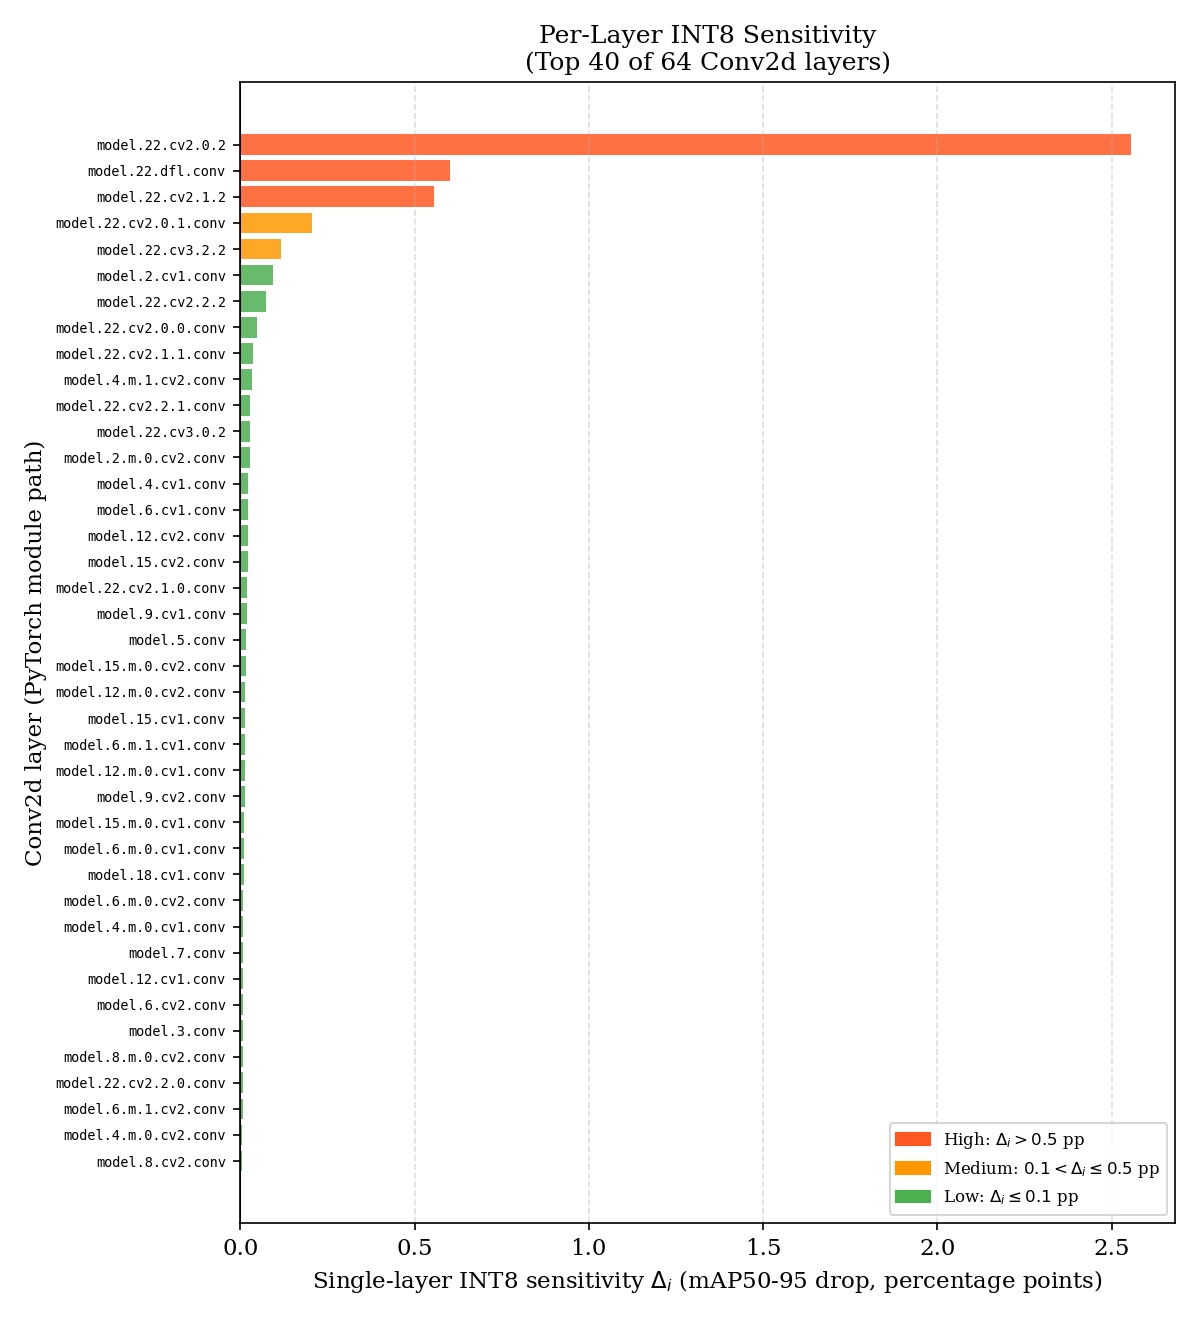 Per-Layer INT8 Sensitivity
(Top 40 of 64 Conv2d layers)
Conv2d layer (PyTorch module path)
model.22.cv2.0.2
model.22.dfl.conv
model.22.cv2.1.2
model.22.cv2.0.1.conv
model.22.cv3.2.2
model.2.cv1.conv
model.22.cv2.2.2
model.22.cv2.0.0.conv
model.22.cv2.1.1.conv
model.4.m.1.cv2.conv
model.22.cv2.2.1.conv
model.22.cv3.0.2
model.2.m.0.cv2.conv
model.4.cv1.conv
model.6.cv1.conv
model.12.cv2.conv
model.15.cv2.conv
model.22.cv2.1.0.conv
model.9.cv1.conv
model.5.conv
model.15.m.0.cv2.conv
model.12.m.0.cv2.conv
model.15.cv1.conv
model.6.m.1.cv1.conv
model.12.m.0.cv1.conv
model.9.cv2.conv
model.15.m.0.cv1.conv
model.6.m.0.cv1.conv
model.18.cv1.conv
model.6.m.0.cv2.conv
model.4.m.0.cv1.conv
model.7.conv
model.12.cv1.conv
model.6.cv2.conv
model.3.conv
model.8.m.0.cv2.conv
model.22.cv2.2.0.conv
model.6.m.1.cv2.conv
model.4.m.0.cv2.conv
model.8.cv2.conv
High: Δᵢ > 0.5 pp
Medium: 0.1 < Δᵢ ≤ 0.5 pp
Low: Δᵢ ≤ 0.1 pp
0.0 0.5 1.0 1.5 2.0 2.5
Single-layer INT8 sensitivity Δᵢ (mAP50-95 drop, percentage points)